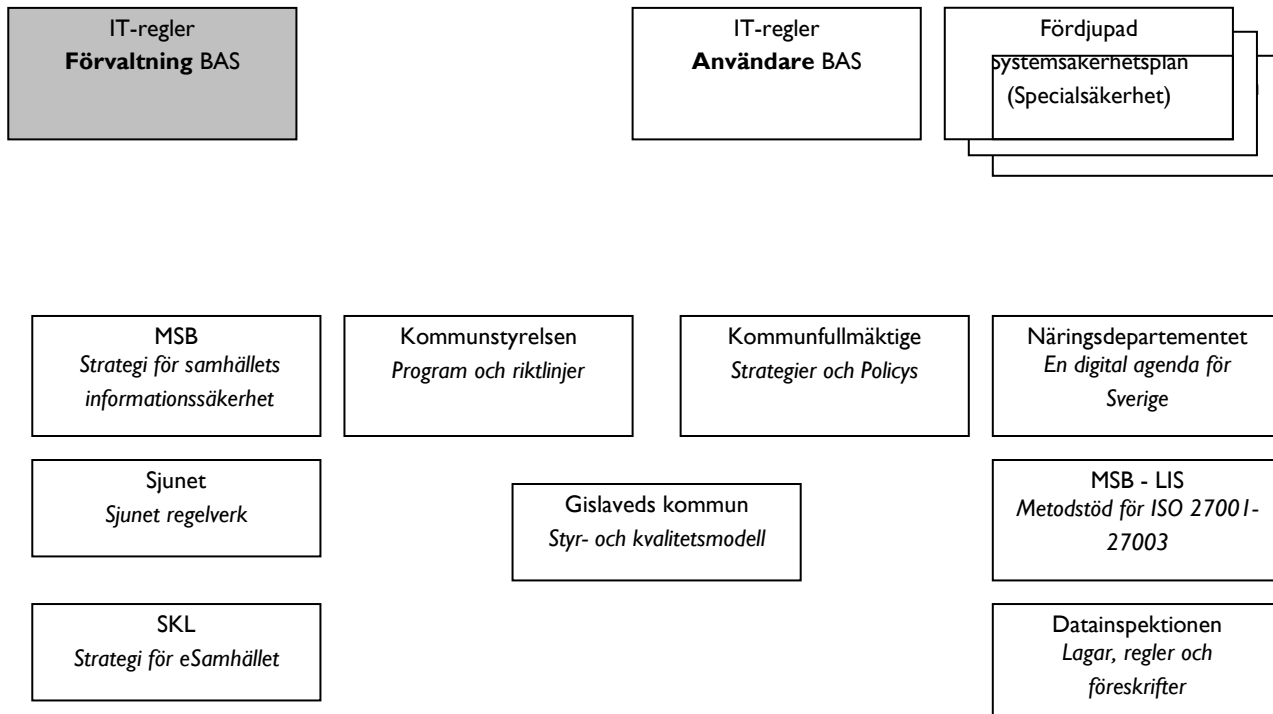 IT-regler
Förvaltning BAS
IT-regler
Användare BAS
Fördjupad
Systemsäkerhetsplan
(Specialsäkerhet)
MSB
Strategi för samhällets
informationssäkerhet
Kommunstyrelsen
Program och riktlinjer
Kommunfullmäktige
Strategier och Policys
Näringsdepartementet
En digital agenda för
Sverige
Sjunet
Sjunet regelverk
Gislaveds kommun
Styr- och kvalitetsmodell
MSB - LIS
Metodstöd för ISO 27001-
27003
SKL
Strategi för eSamhället
Datainspektionen
Lagar, regler och
föreskrifter